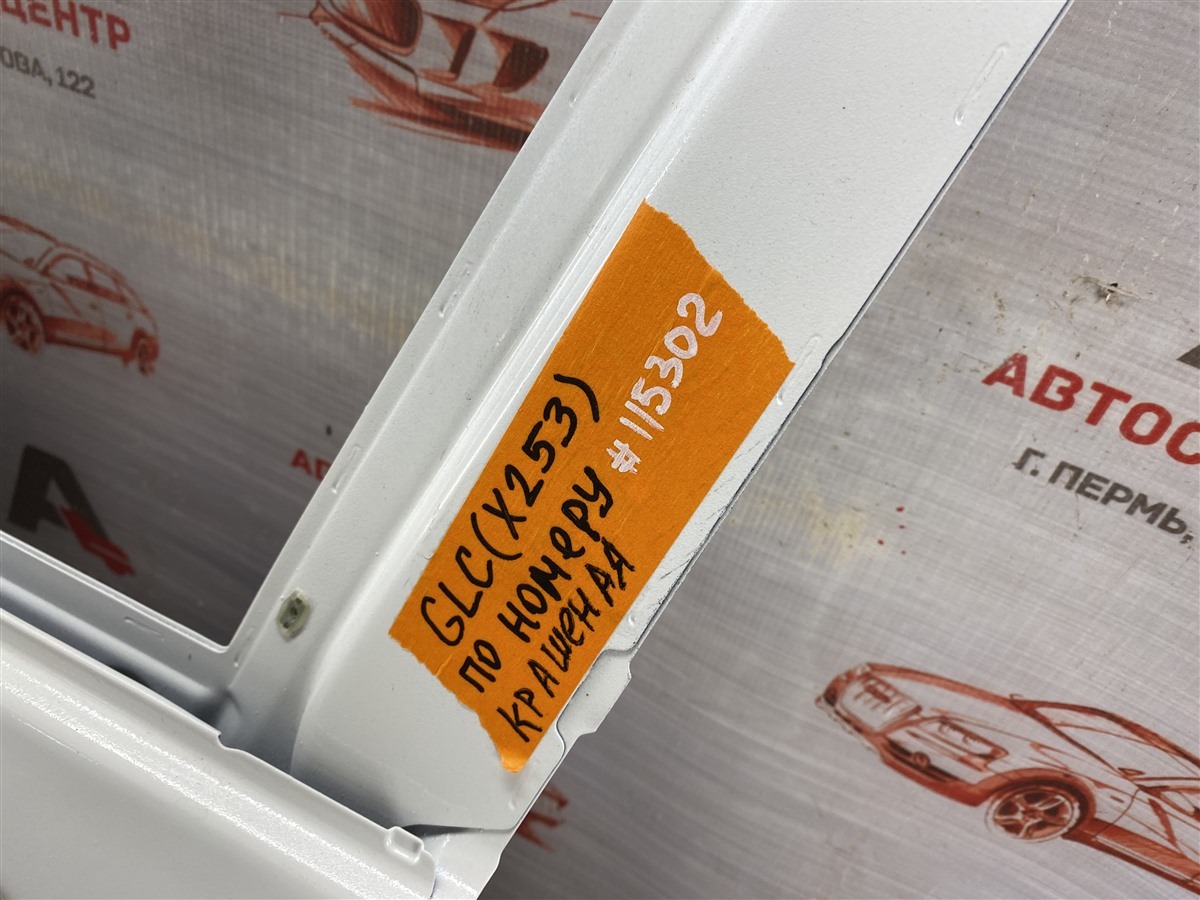 ЦЕНТР
ОВА, 122
GLC (X253)
по номеру
крашеная
#115302
АВТОС
Г. ПЕРМЬ,